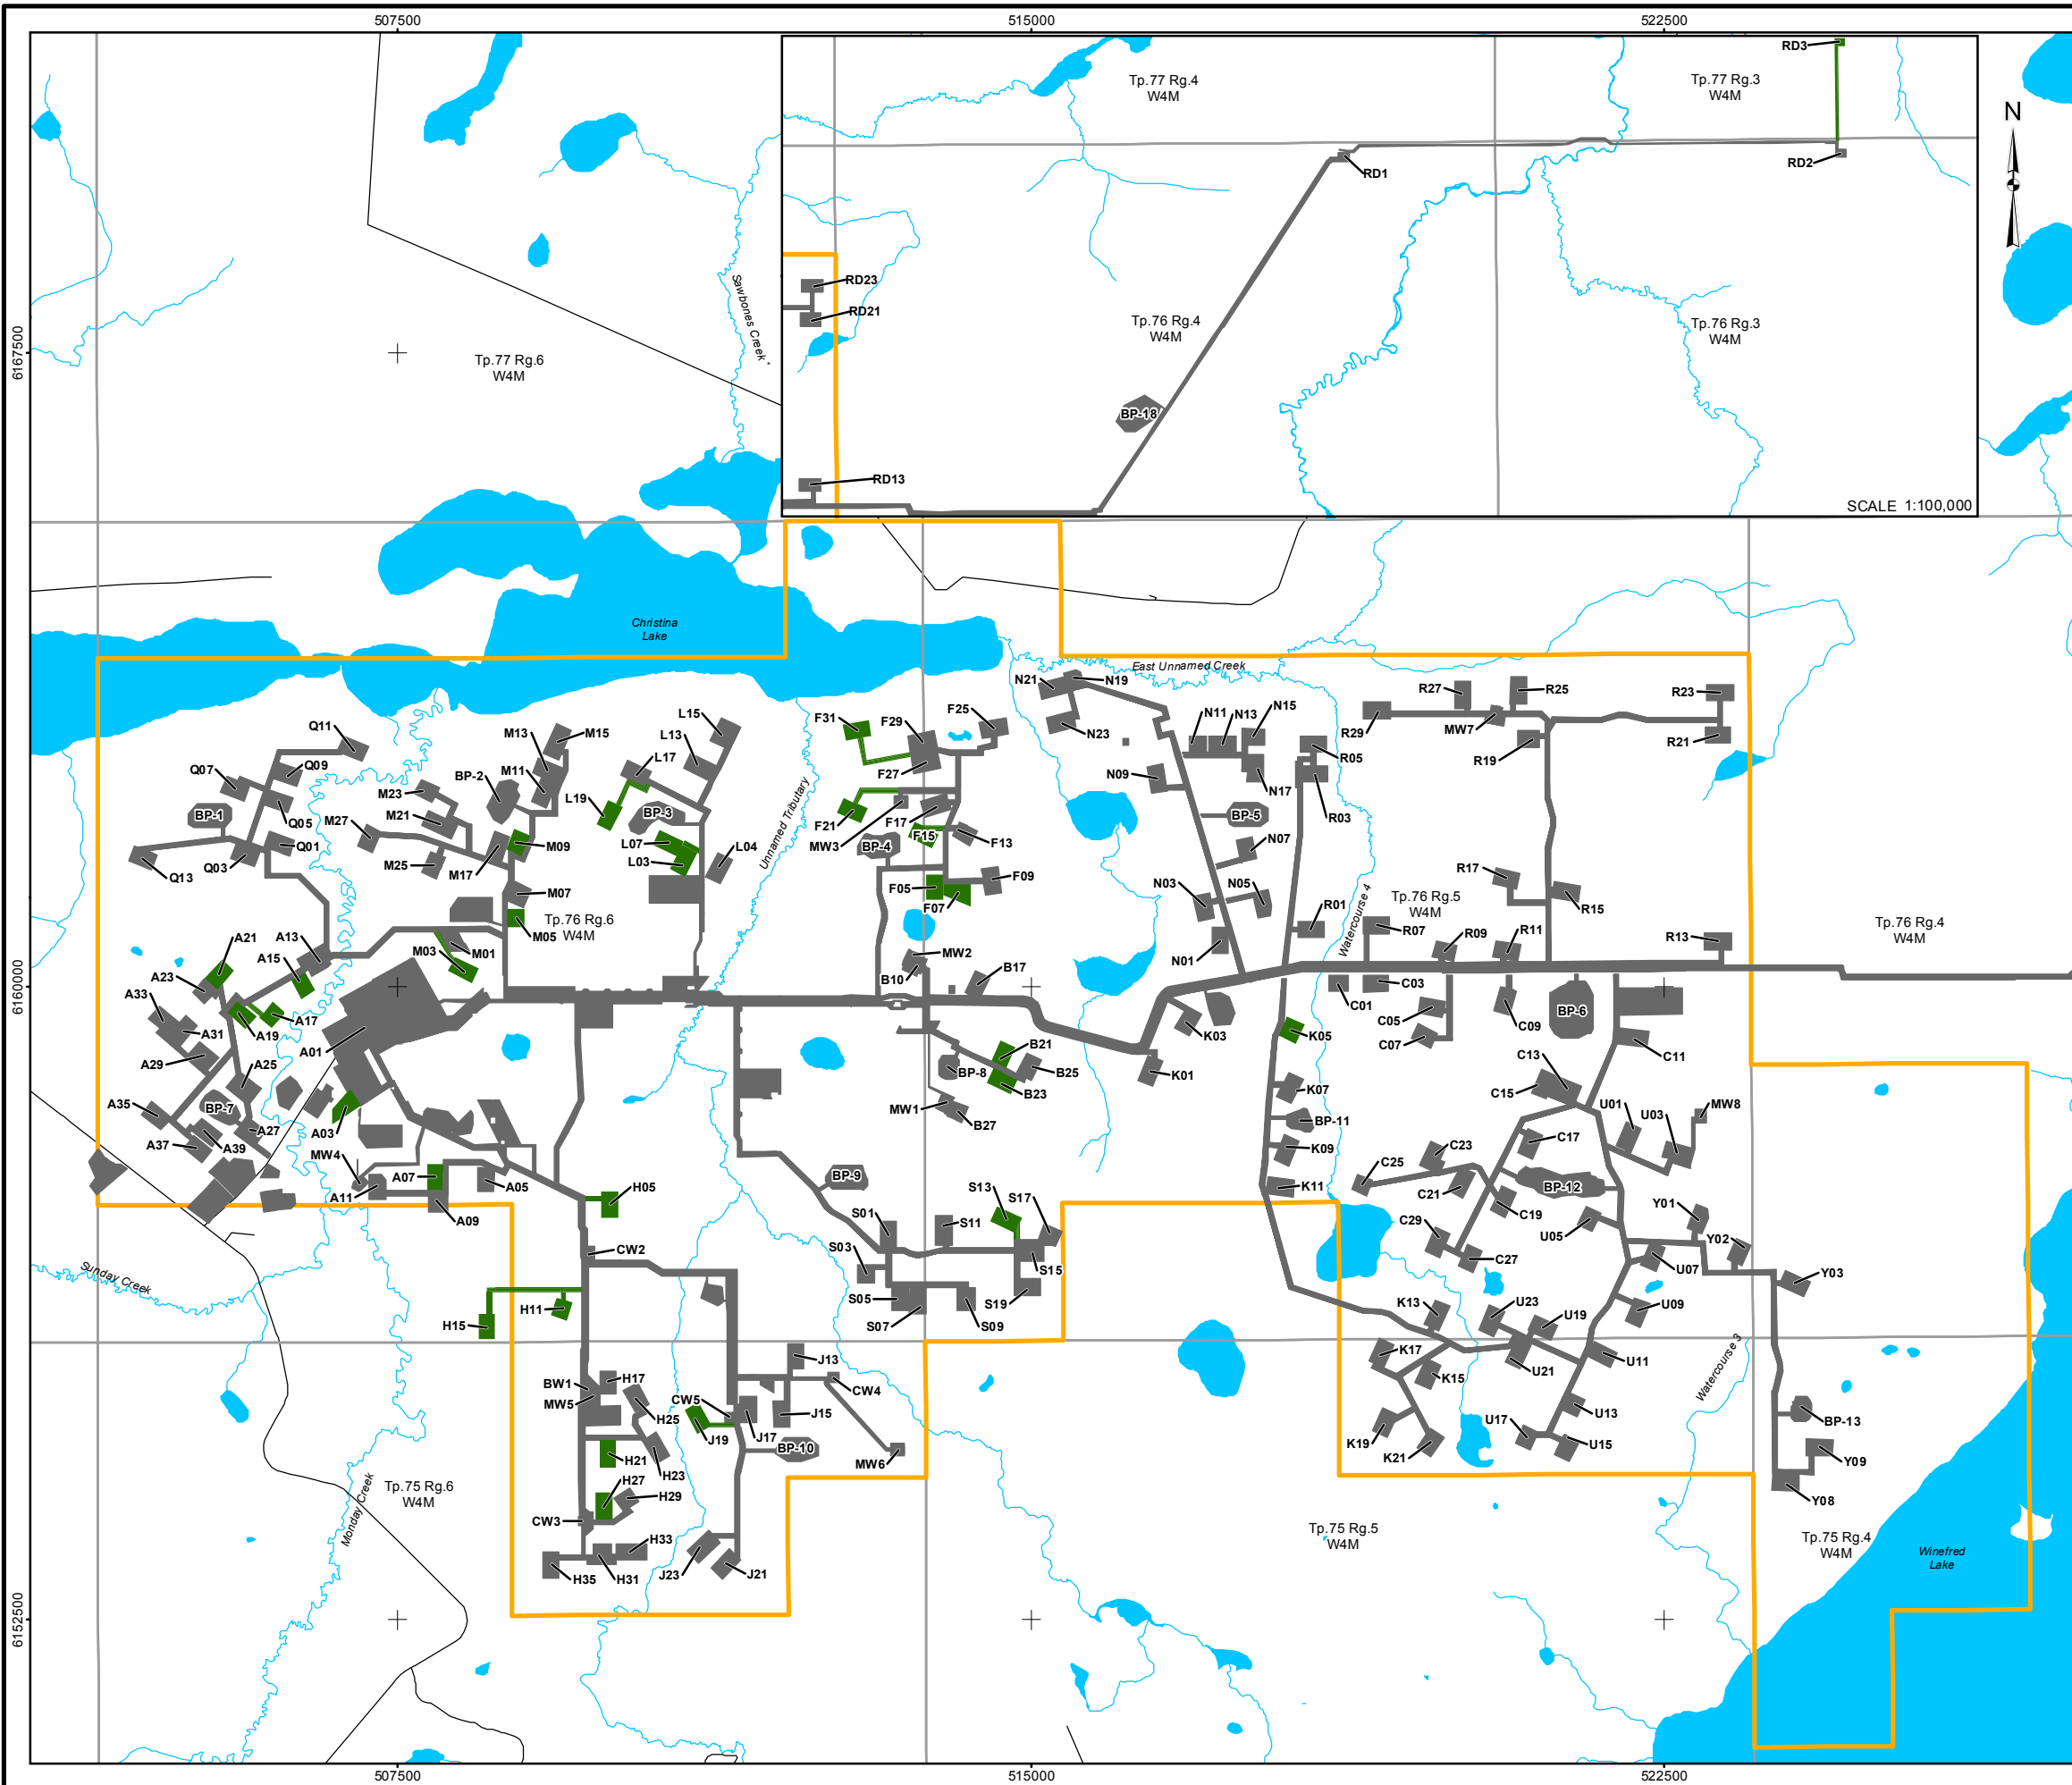 507500
515000
522500
RD3
Tp.77 Rg.4
W4M
Tp.77 Rg.3
W4M
N
RD1
RD2
RD23
RD21
Tp.76 Rg.4
W4M
Tp.76 Rg.3
W4M
Sawbones Creek
6167500
Tp.77 Rg.6
W4M
BP-18
RD13
SCALE 1:100,000
Christina
Lake
East Unnamed Creek
N21
N19
R27
R25
R23
Q11
L15
F31
F29
F25
N11
N13
N15
N23
R29
MW7
R21
M13
M15
L13
R05
R19
Q07
Q09
M11
L17
F27
N09
N17
BP-2
M23
L19
BP-1
Q05
M21
BP-3
F21
F17
BP-5
R03
M27
Unnamed Tributary
F15
MW3
BP-4
F13
Q01
M09
L07
L04
N07
Q13
Q03
M25
M17
L03
R17
F05
F09
N03
N05
M07
F07
Tp.76 Rg.5
W4M
R15
Tp.76 Rg.6
W4M
M05
R01
Watercourse 4
R07
Tp.76 Rg.4
W4M
A21
A13
M03
M01
R09
R11
R13
A15
MW2
N01
6160000
A23
B10
B17
C01
C03
A33
A17
A19
A31
A01
K03
K05
C05
C09
BP-6
C07
A29
A25
B21
C11
BP-8
B25
K01
C13
A35
BP-7
B23
K07
C15
MW1
U01
U03
MW8
A03
A27
B27
BP-11
A37
A39
C17
MW4
K09
C23
C25
A07
BP-9
A11
A05
H05
K11
C21
BP-12
S13
S17
Y01
A09
S01
S11
C19
C29
U05
Y02
CW2
S03
S15
C27
U07
Y03
Sunday Creek
H11
S05
S19
H15
S07
S09
K13
U23
U19
U09
J13
K17
U11
BW1
H17
CW4
K15
U21
Watercourse 3
MW5
CW5
H25
J15
U13
BP-13
J19
J17
BP-10
K19
U17
U15
H21
K21
H23
MW6
Y09
Tp.75 Rg.6
W4M
Monday Creek
H27
H29
Y08
CW3
Tp.75 Rg.5
W4M
Tp.75 Rg.4
W4M
H33
Winefred
Lake
H35
H31
J23
J21
6152500
507500
515000
522500